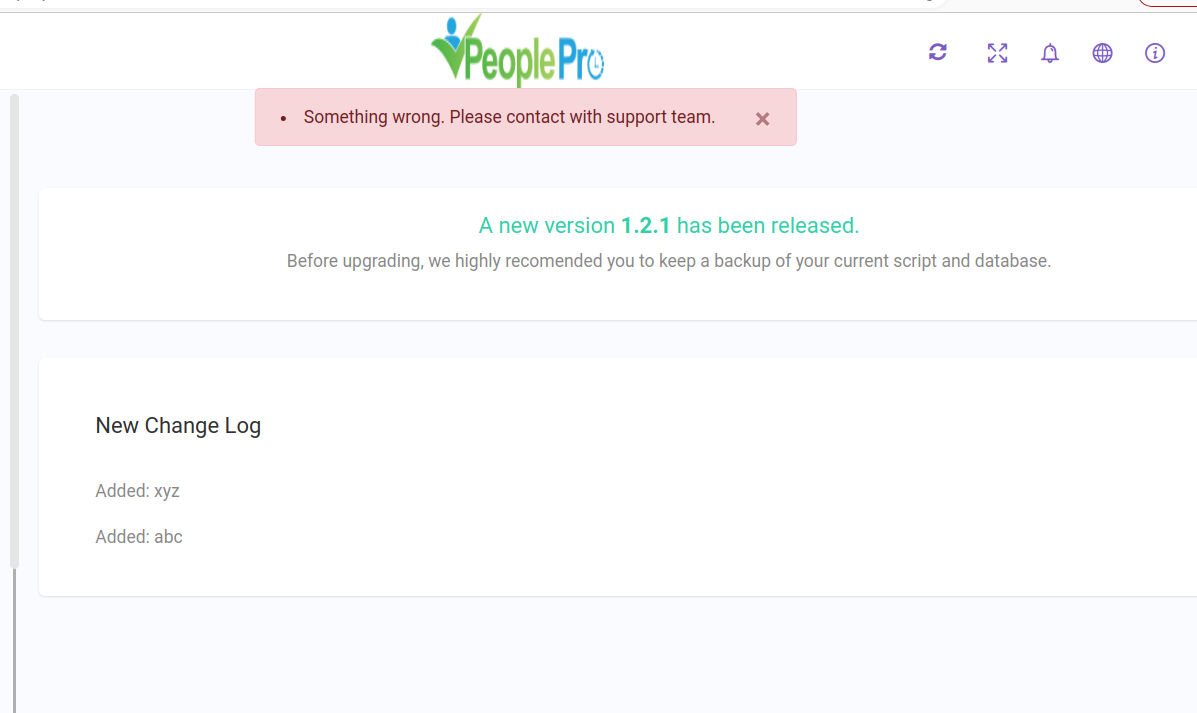 PeoplePro
Something wrong. Please contact with support team.
×
A new version 1.2.1 has been released.
Before upgrading, we highly recomended you to keep a backup of your current script and database.
New Change Log
Added: xyz
Added: abc